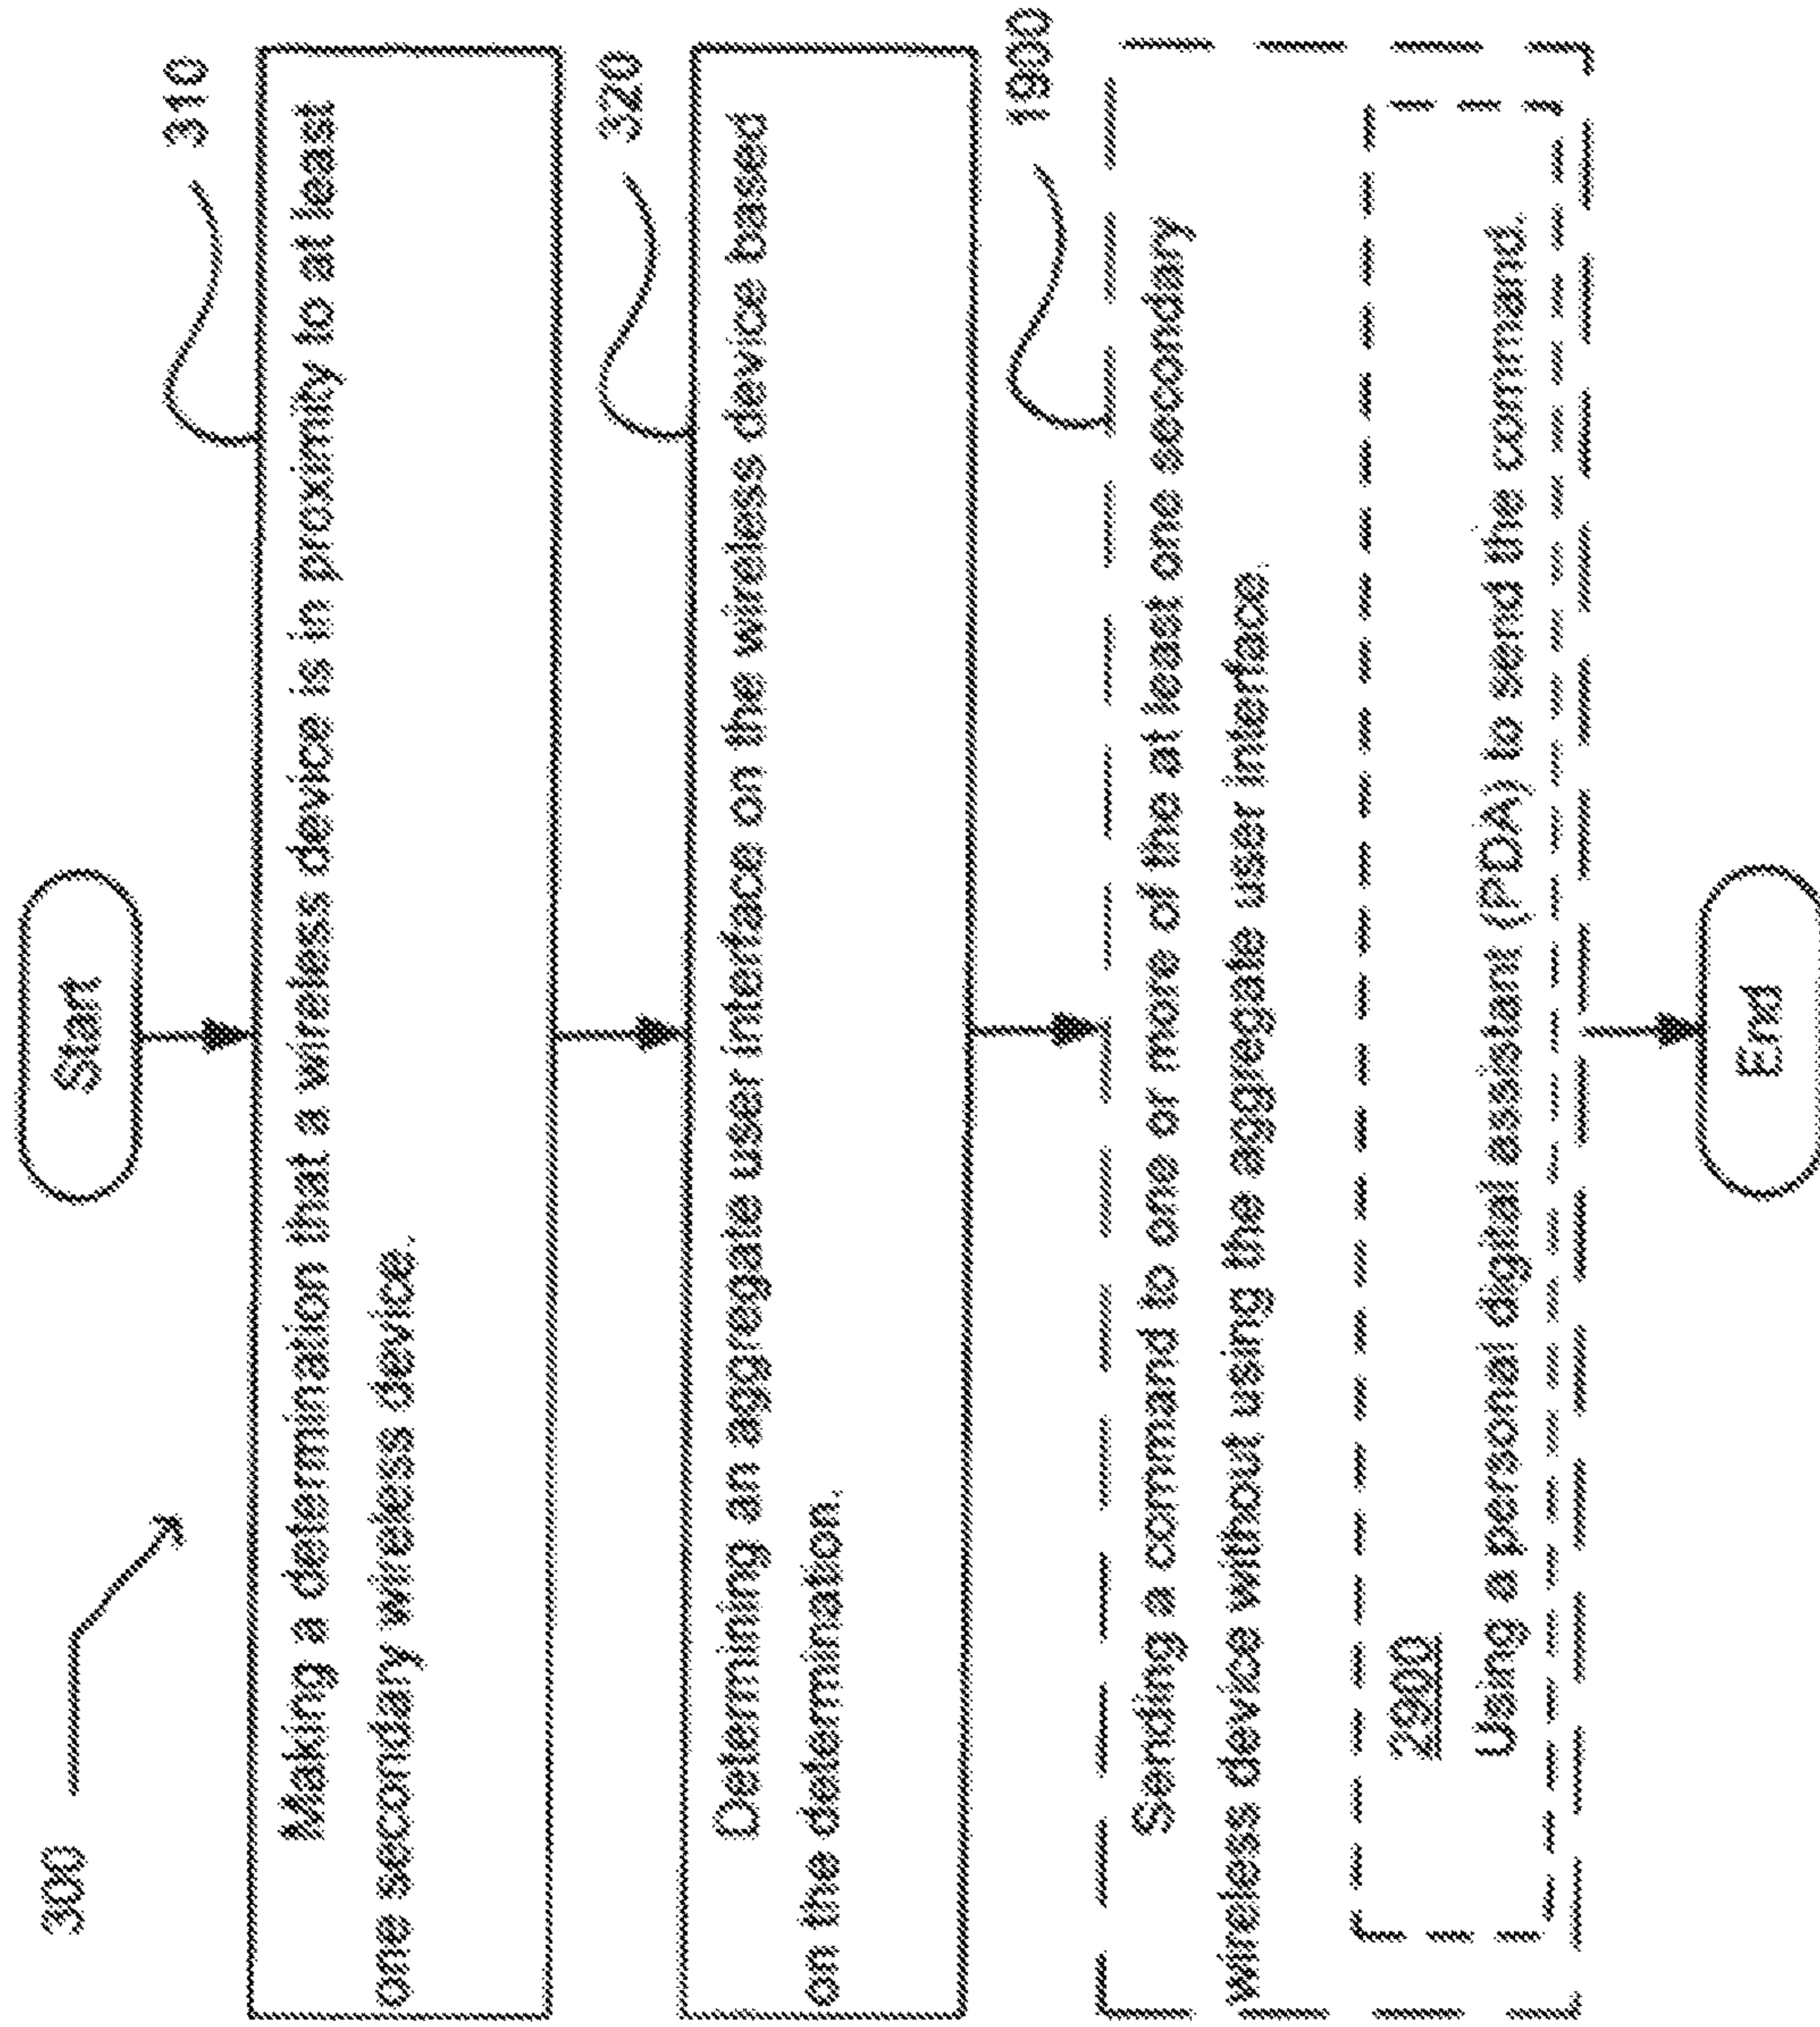 300
Start
310
Making a determination that a wireless device is in proximity to at least
one secondary wireless device.
320
Determining an aggregate user interface on the wireless device based
on the determination.
1900
Sending a command to one or more of the at least one secondary
wireless device without using the aggregate user interface.
2900
Using a personal digital assistant (PDA) to send the command.
End